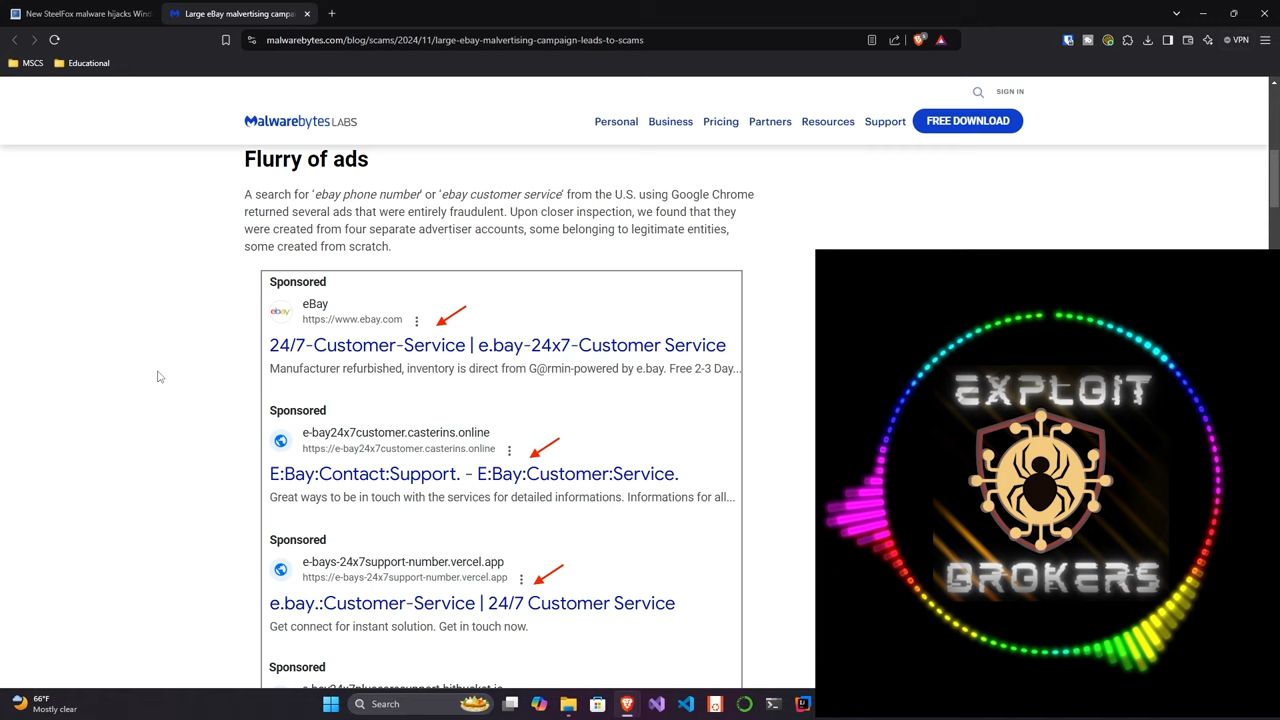 New SteelFox malware hijacks Wind
Large eBay malvertising campa
malwarebytes.com/blog/scams/2024/11/large-ebay-malvertising-campaign-leads-to-scams
VPN
MSCS
Educational
SIGN IN
Malwarebytes LABS
Personal
Business
Pricing
Partners
Resources
Support
FREE DOWNLOAD
Flurry of ads
A search for 'ebay phone number' or 'ebay customer service' from the U.S. using Google Chrome
returned several ads that were entirely fraudulent. Upon closer inspection, we found that they
were created from four separate advertiser accounts, some belonging to legitimate entities,
some created from scratch.
Sponsored
ebay
eBay
https://www.ebay.com
24/7-Customer-Service | e.bay-24x7-Customer Service
Manufacturer refurbished, inventory is direct from G@rmin-powered by e.bay. Free 2-3 Day...
Sponsored
e-bay24x7customer.casterins.online
https://e-bay24x7customer.casterins.online
E:Bay:Contact:Support. - E:Bay:Customer:Service.
Great ways to be in touch with the services for detailed informations. Informations for all...
Sponsored
e-bays-24x7support-number.vercel.app
https://e-bays-24x7support-number.vercel.app
e.bay.:Customer-Service | 24/7 Customer Service
Get connect for instant solution. Get in touch now.
Sponsored
EXPLOIT
BROKERS
66°F
Mostly clear
Search